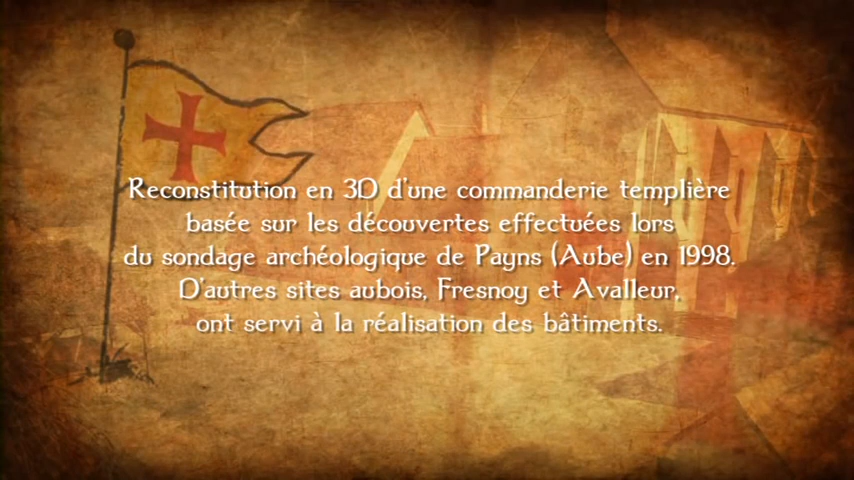 Reconstitution en 3D d'une commanderie templière
basée sur les découvertes effectuées lors
du sondage archéologique de Payns (Aube) en 1998.
D'autres sites aubois, Fresnoy et Avalleur,
ont servi à la réalisation des bâtiments.